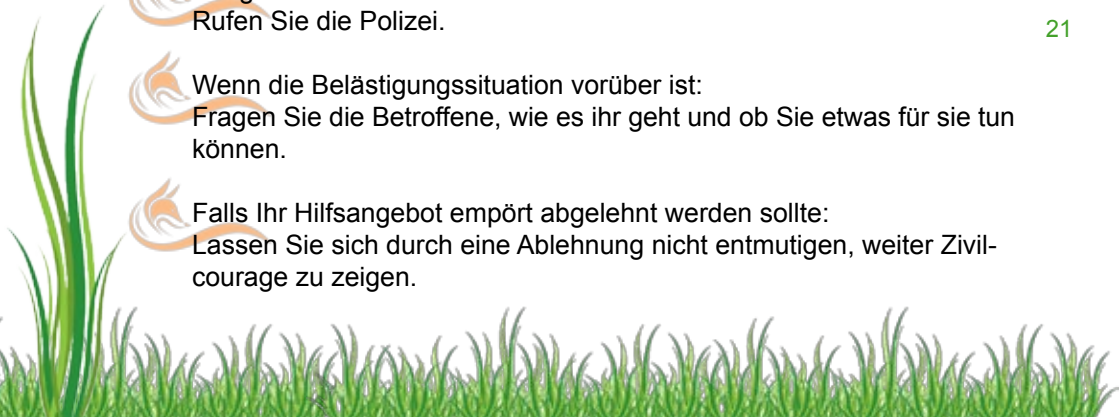 Rufen Sie die Polizei.
21
Wenn die Belästigungssituation vorüber ist:
Fragen Sie die Betroffene, wie es ihr geht und ob Sie etwas für sie tun
können.
Falls Ihr Hilfsangebot empört abgelehnt werden sollte:
Lassen Sie sich durch eine Ablehnung nicht entmutigen, weiter Zivil-
courage zu zeigen.